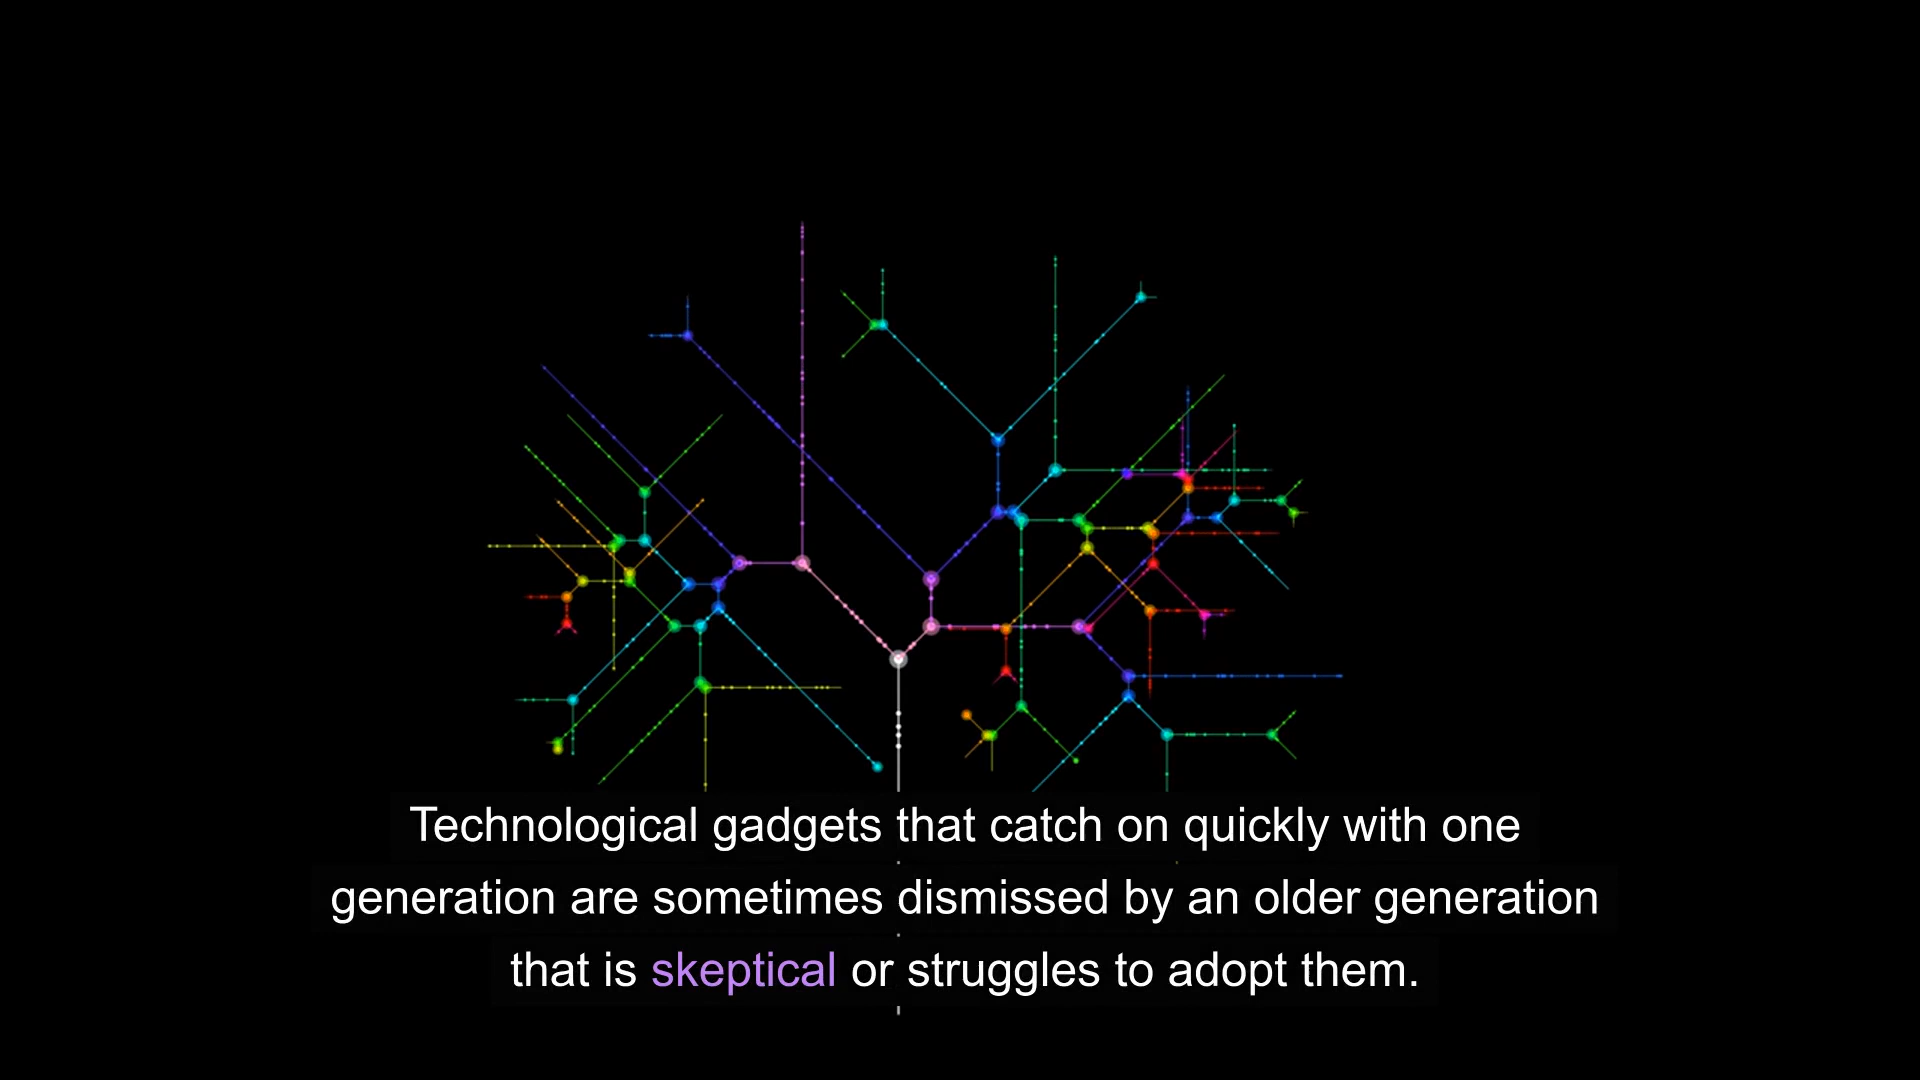 Technological gadgets that catch on quickly with one
generation are sometimes dismissed by an older generation
that is skeptical or struggles to adopt them.